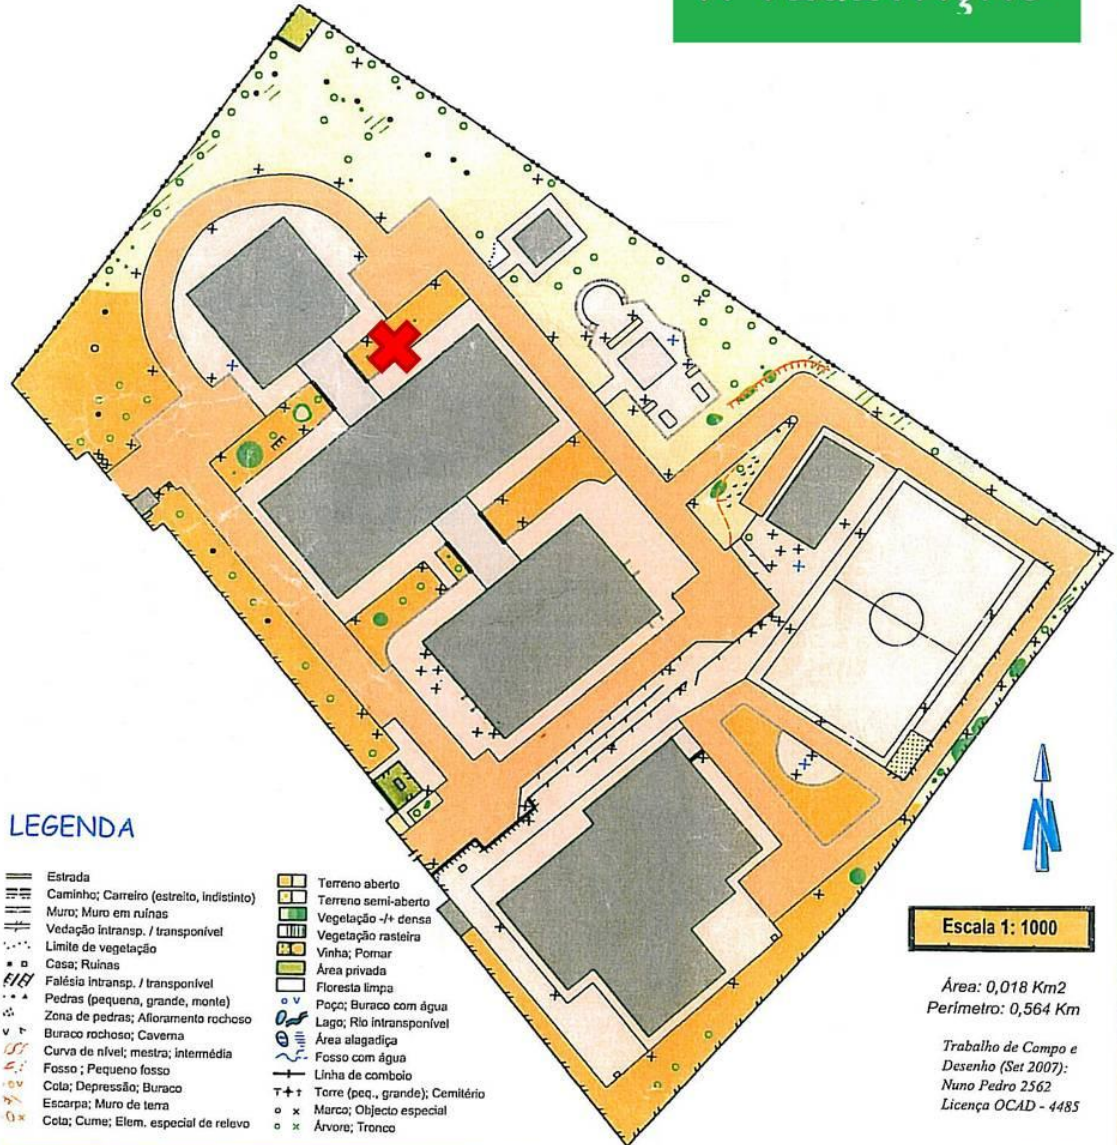 LEGENDA
Estrada
Caminho; Carreiro (estreito, indistinto)
Muro; Muro em ruínas
Vedação intransp. / transponível
Limite de vegetação
Casa; Ruínas
Falésia intransp. / transponível
Pedras (pequena, grande, monte)
Zona de pedras; Afloramento rochoso
Buraco rochoso; Caverna
Curva de nível; mestra; intermédia
Fosso ; Pequeno fosso
Cota; Depressão; Buraco
Escarpa; Muro de terra
Cota; Cume; Elem. especial de relevo
Terreno aberto
Terreno semi-aberto
Vegetação -/+ densa
Vegetação rasteira
Vinha; Pomar
Área privada
Floresta limpa
Poço; Buraco com água
Lago; Rio intransponível
Área alagadiça
Fosso com água
Linha de comboio
Torre (peq., grande); Cemitério
Marco; Objecto especial
Árvore; Tronco
N
Escala 1: 1000
Área: 0,018 Km2
Perímetro: 0,564 Km
Trabalho de Campo e
Desenho (Set 2007):
Nuno Pedro 2562
Licença OCAD - 4485